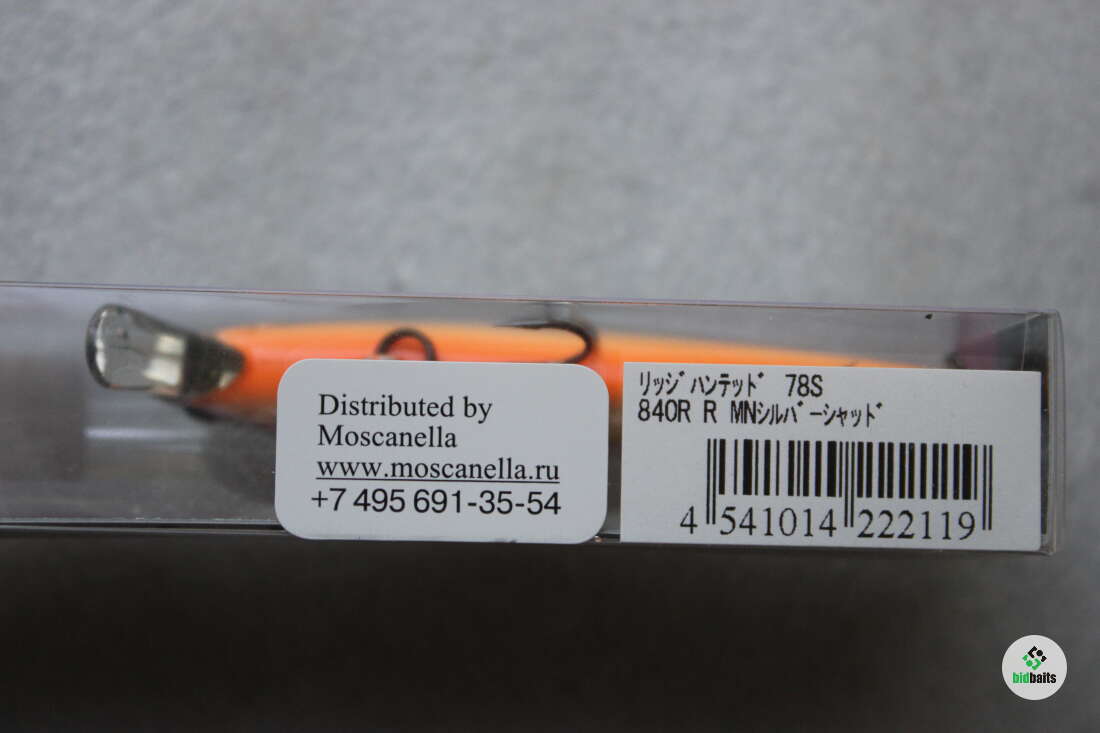 Distributed by
Moscanella
www.moscanella.ru
+7 495 691-35-54
ﾘｯｼﾞﾊﾝﾃｯﾄﾞ 78S
840R R MNｼﾙﾊﾞｰｼｬｯﾄﾞ
4 541014 222119
bidbaits